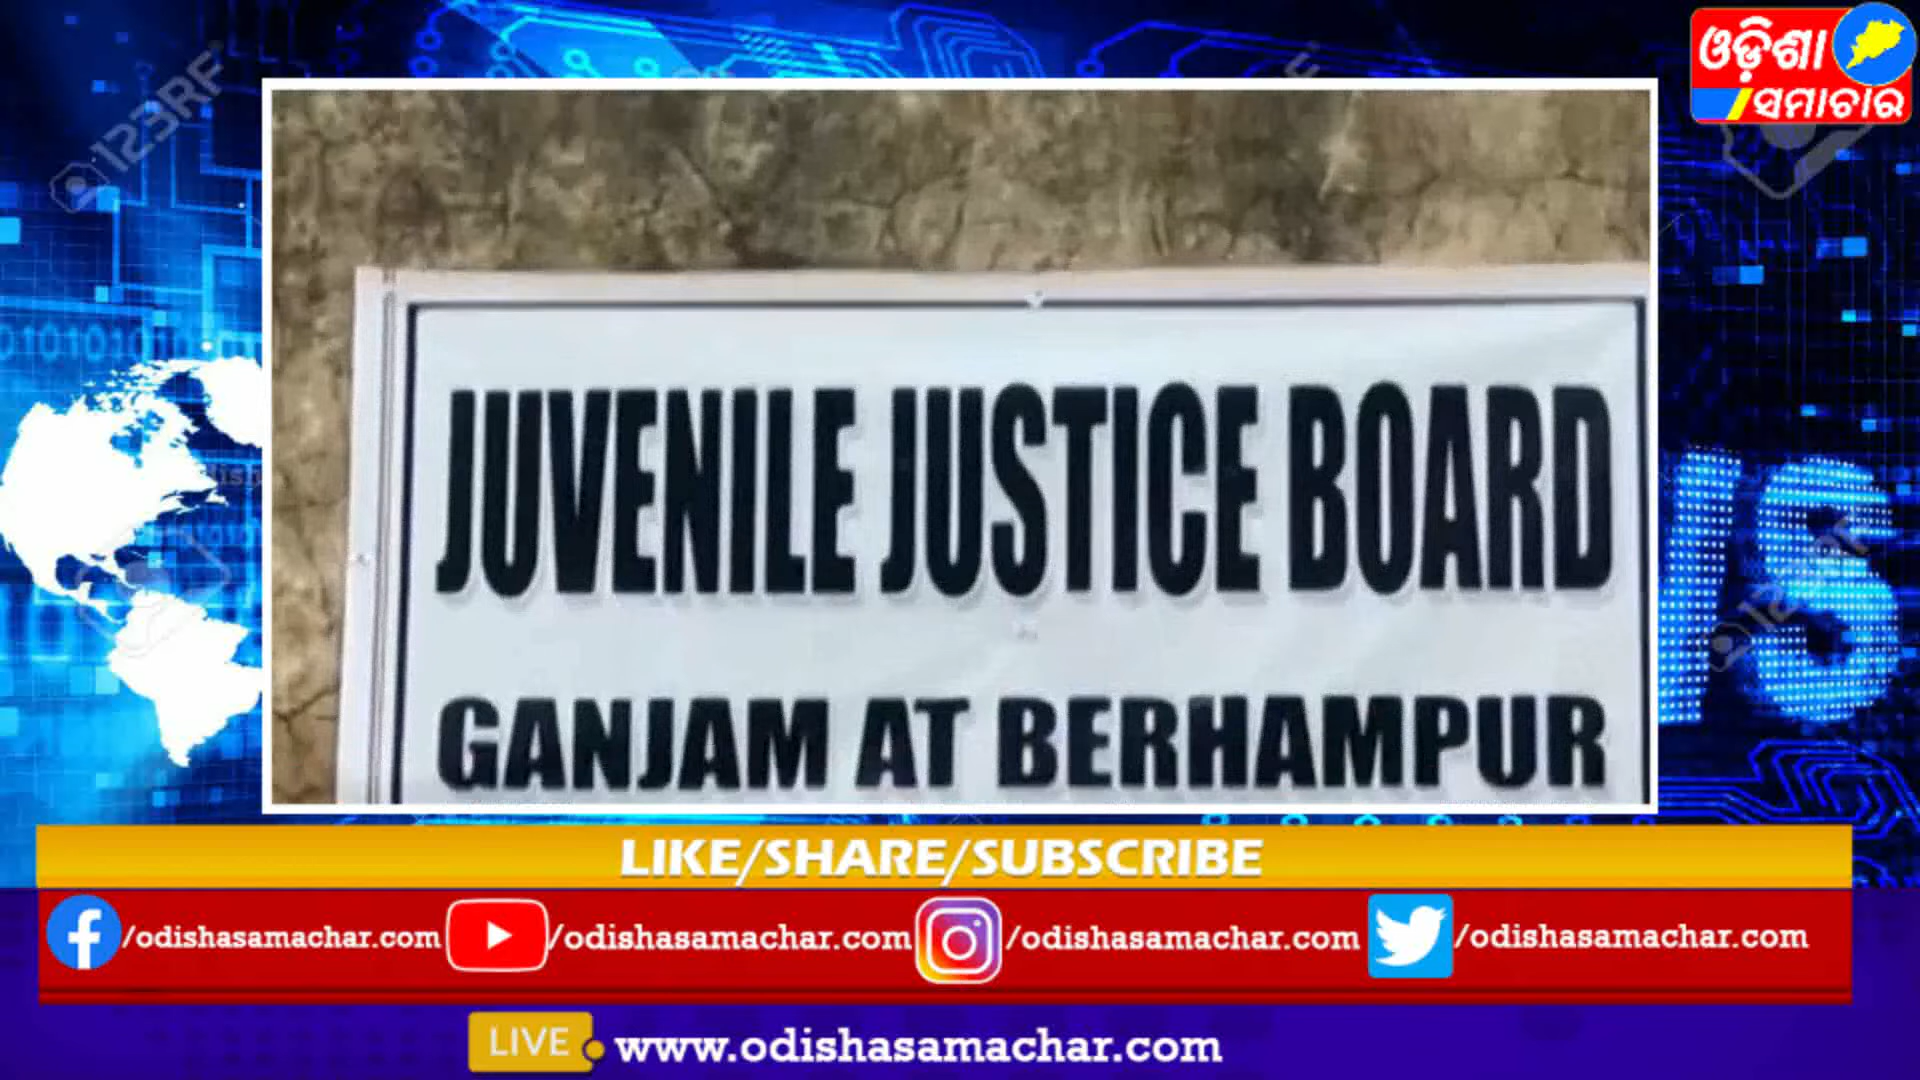 ଓଡ଼ିଶା
ସମାଚାର
JUVENILE JUSTICE BOARD
GANJAM AT BERHAMPUR
LIKE/SHARE/SUBSCRIBE
/odishasamachar.com /odishasamachar.com /odishasamachar.com /odishasamachar.com
LIVE www.odishasamachar.com